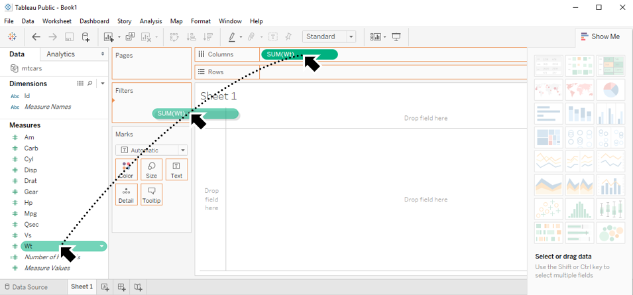 Tableau Public - Book1
File Data Worksheet Dashboard Story Analysis Map Format Window Help
Standard
Show Me
Data Analytics
mtcars
Dimensions
Abc Id
Abc Measure Names
Measures
Am
Carb
Cyl
Disp
Drat
Gear
Hp
Mpg
Qsec
Vs
Wt
Number of
Measure Values
Pages
Filters
SUM(Wt)
Marks
Automatic
Color Size Text
Detail Tooltip
Columns SUM(Wt)
Rows
Sheet 1
Drop field here
Drop
field
here
Drop field here
Select or drag data
Use the Shift or Ctrl key to
select multiple fields
Data Source Sheet 1